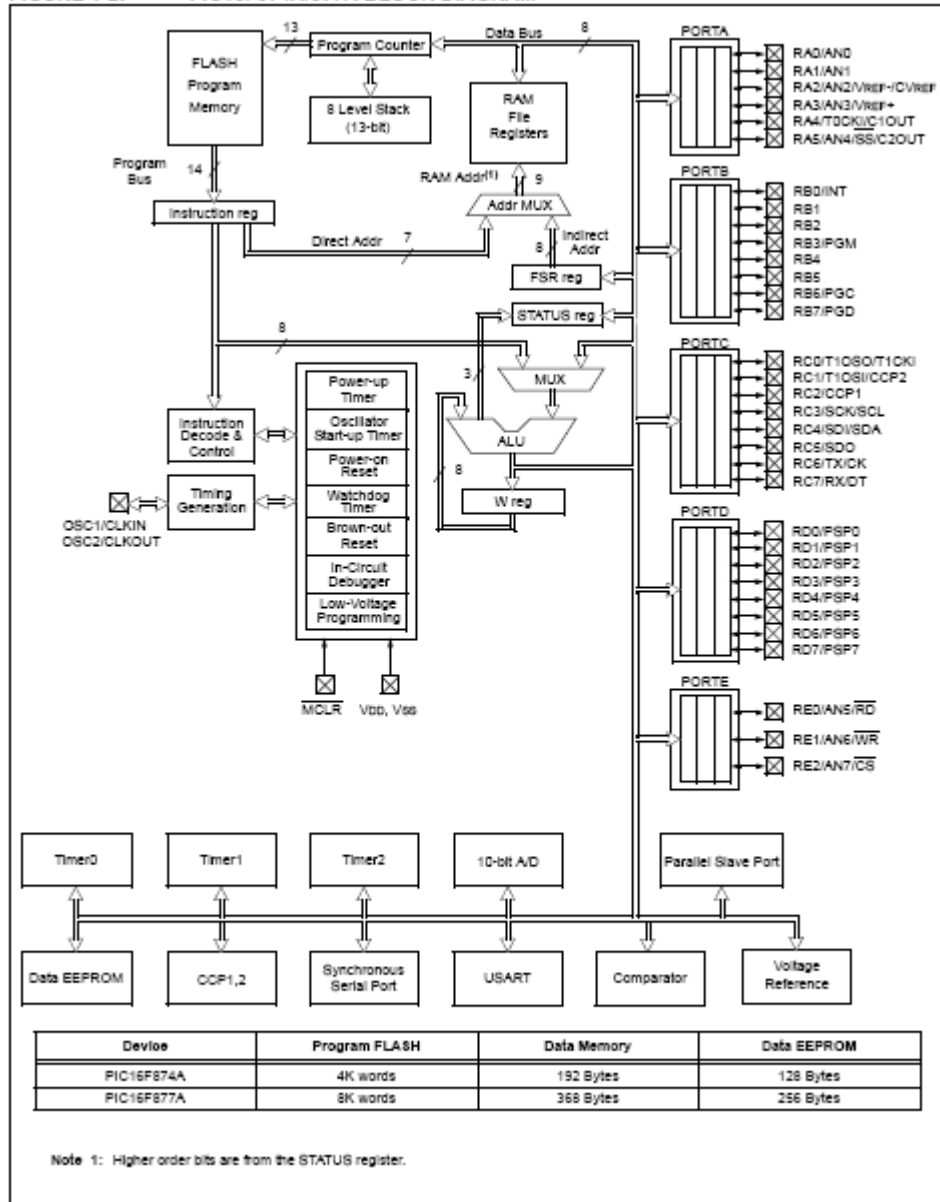 13
Program Counter
Data Bus
8
PORTA
FLASH
Program
Memory
8 Level Stack
(13-bit)
RAM
File
Registers
RA0/AN0
RA1/AN1
RA2/AN2/VREF-/CVREF
RA3/AN3/VREF+
RA4/T0CKI/C1OUT
RA5/AN4/SS/C2OUT
Program
Bus
14
RAM Addr(1)
9
PORTB
Instruction reg
Addr MUX
Direct Addr
7
8
Indirect
Addr
FSR reg
STATUS reg
RB0/INT
RB1
RB2
RB3/PGM
RB4
RB5
RB6/PGC
RB7/PGD
8
3
MUX
PORTC
Power-up
Timer
Oscillator
Start-up Timer
Power-on
Reset
Watchdog
Timer
Brown-out
Reset
In-Circuit
Debugger
Low-Voltage
Programming
Instruction
Decode &
Control
Timing
Generation
OSC1/CLKIN
OSC2/CLKOUT
ALU
8
W reg
RC0/T1OSO/T1CKI
RC1/T1OSI/CCP2
RC2/CCP1
RC3/SCK/SCL
RC4/SDI/SDA
RC5/SDO
RC6/TX/CK
RC7/RX/DT
PORTD
RD0/PSP0
RD1/PSP1
RD2/PSP2
RD3/PSP3
RD4/PSP4
RD5/PSP5
RD6/PSP6
RD7/PSP7
MCLR
VDD, VSS
PORTE
RE0/AN5/RD
RE1/AN6/WR
RE2/AN7/CS
Timer0
Timer1
Timer2
10-bit A/D
Parallel Slave Port
Data EEPROM
CCP1,2
Synchronous
Serial Port
USART
Comparator
Voltage
Reference
Device Program FLASH Data Memory Data EEPROM
PIC16F874A 4K words 192 Bytes 128 Bytes
PIC16F877A 8K words 368 Bytes 256 Bytes
Note 1: Higher order bits are from the STATUS register.